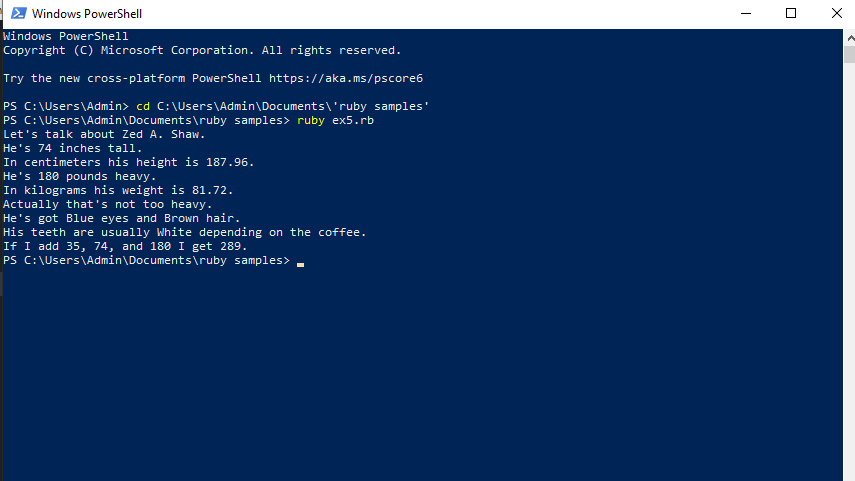 Windows PowerShell
Windows PowerShell
Copyright (C) Microsoft Corporation. All rights reserved.
Try the new cross-platform PowerShell https://aka.ms/pscore6
PS C:\Users\Admin> cd C:\Users\Admin\Documents\'ruby samples'
PS C:\Users\Admin\Documents\ruby samples> ruby ex5.rb
Let's talk about Zed A. Shaw.
He's 74 inches tall.
In centimeters his height is 187.96.
He's 180 pounds heavy.
In kilograms his weight is 81.72.
Actually that's not too heavy.
He's got Blue eyes and Brown hair.
His teeth are usually White depending on the coffee.
If I add 35, 74, and 180 I get 289.
PS C:\Users\Admin\Documents\ruby samples>